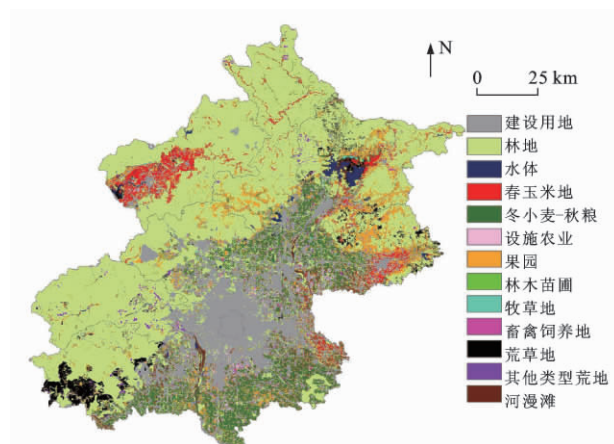 N
0 25 km
建设用地
林地
水体
春玉米地
冬小麦-秋粮
设施农业
果园
林木苗圃
牧草地
畜禽饲养地
荒草地
其他类型荒地
河漫滩